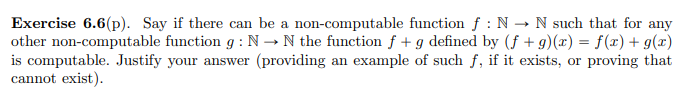 Exercise 6.6(p). Say if there can be a non-computable function f : ℕ → ℕ such that for any
other non-computable function g : ℕ → ℕ the function f + g defined by (f + g)(x) = f(x) + g(x)
is computable. Justify your answer (providing an example of such f, if it exists, or proving that
cannot exist).